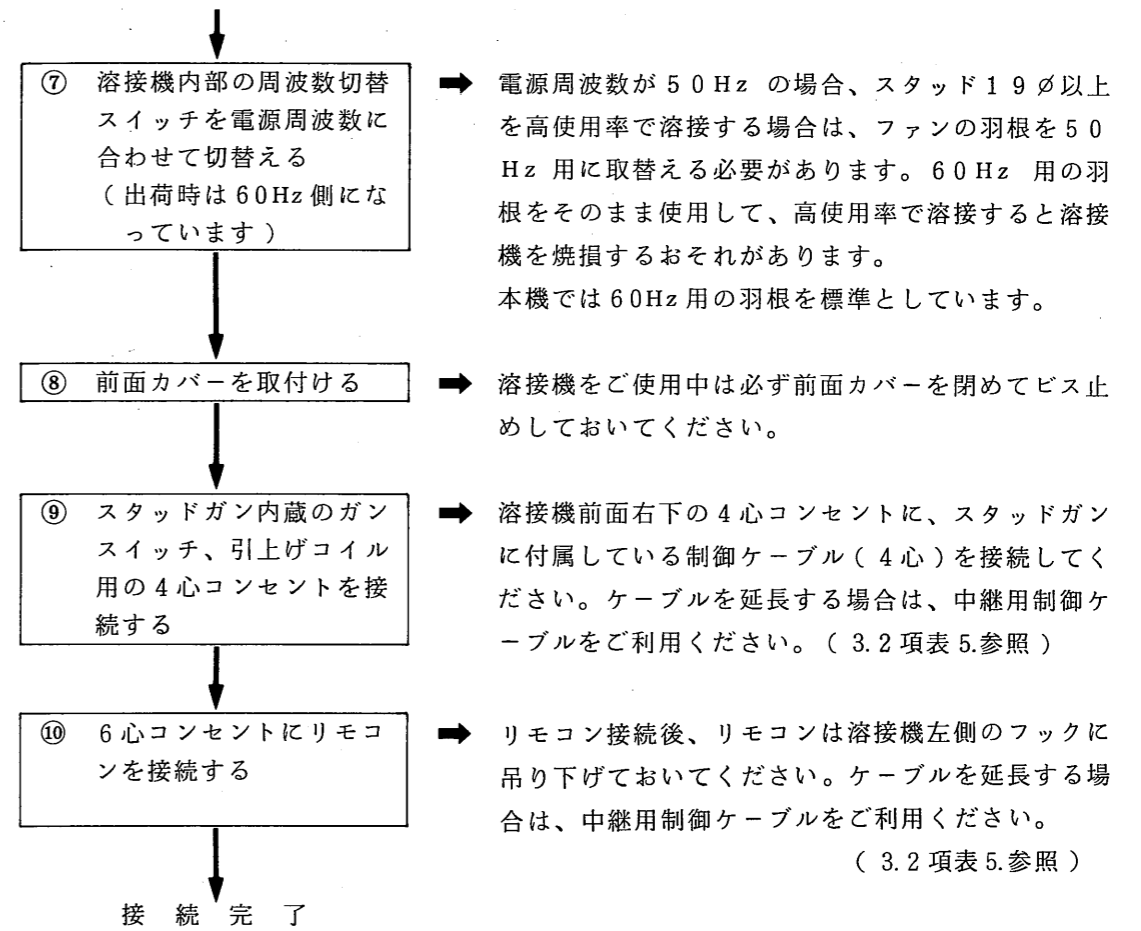 ⑦ 溶接機内部の周波数切替
スイッチを電源周波数に
合わせて切替える
(出荷時は60Hz側にな
っています)
➡ 電源周波数が50Hz の場合、スタッド19∅以上
を高使用率で溶接する場合は、ファンの羽根を50
Hz 用に取替える必要があります。60Hz 用の羽
根をそのまま使用して、高使用率で溶接すると溶接
機を焼損するおそれがあります。
本機では60Hz用の羽根を標準としています。
⑧ 前面カバーを取付ける
➡ 溶接機をご使用中は必ず前面カバーを閉めてビス止
めしておいてください。
⑨ スタッドガン内蔵のガン
スイッチ、引上げコイル
用の4心コンセントを接
続する
➡ 溶接機前面右下の4心コンセントに、スタッドガン
に付属している制御ケーブル(4心)を接続してく
ださい。ケーブルを延長する場合は、中継用制御ケ
ーブルをご利用ください。(3.2項表5.参照)
⑩ 6心コンセントにリモコ
ンを接続する
➡ リモコン接続後、リモコンは溶接機左側のフックに
吊り下げておいてください。ケーブルを延長する場
合は、中継用制御ケーブルをご利用ください。
(3.2項表5.参照)
接続完了